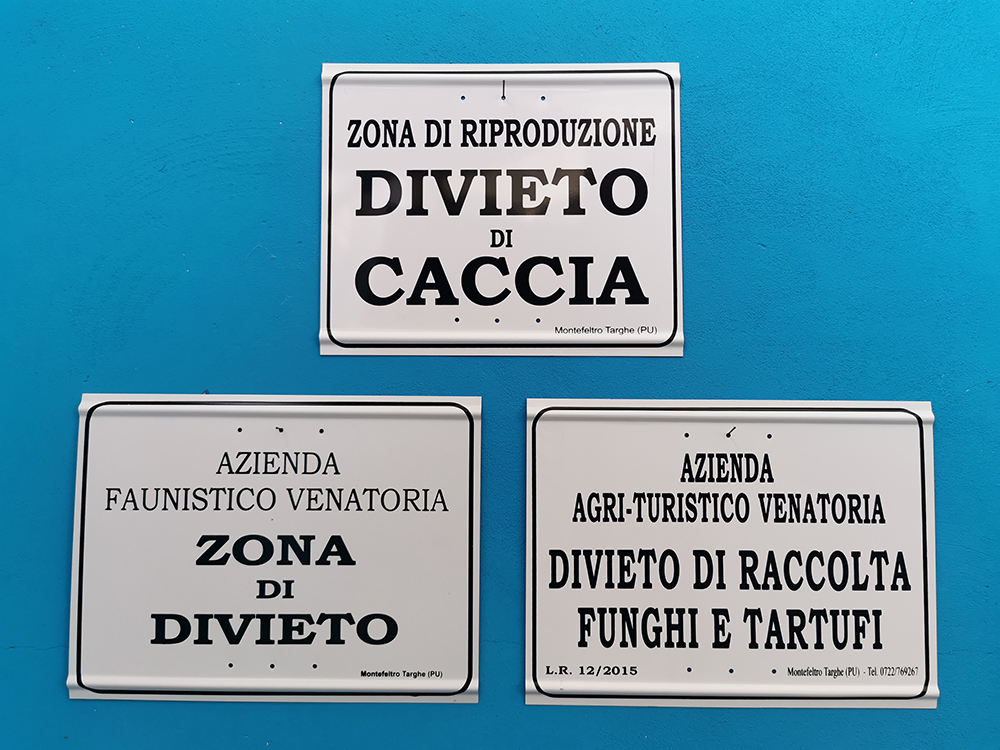 ZONA DI RIPRODUZIONE
DIVIETO
DI
CACCIA
Montefeltro Targhe (PU)
AZIENDA
FAUNISTICO VENATORIA
ZONA
DI
DIVIETO
Montefeltro Targhe (PU)
AZIENDA
AGRI-TURISTICO VENATORIA
DIVIETO DI RACCOLTA
FUNGHI E TARTUFI
L.R. 12/2015 Montefeltro Targhe (PU) - Tel. 0722/769267